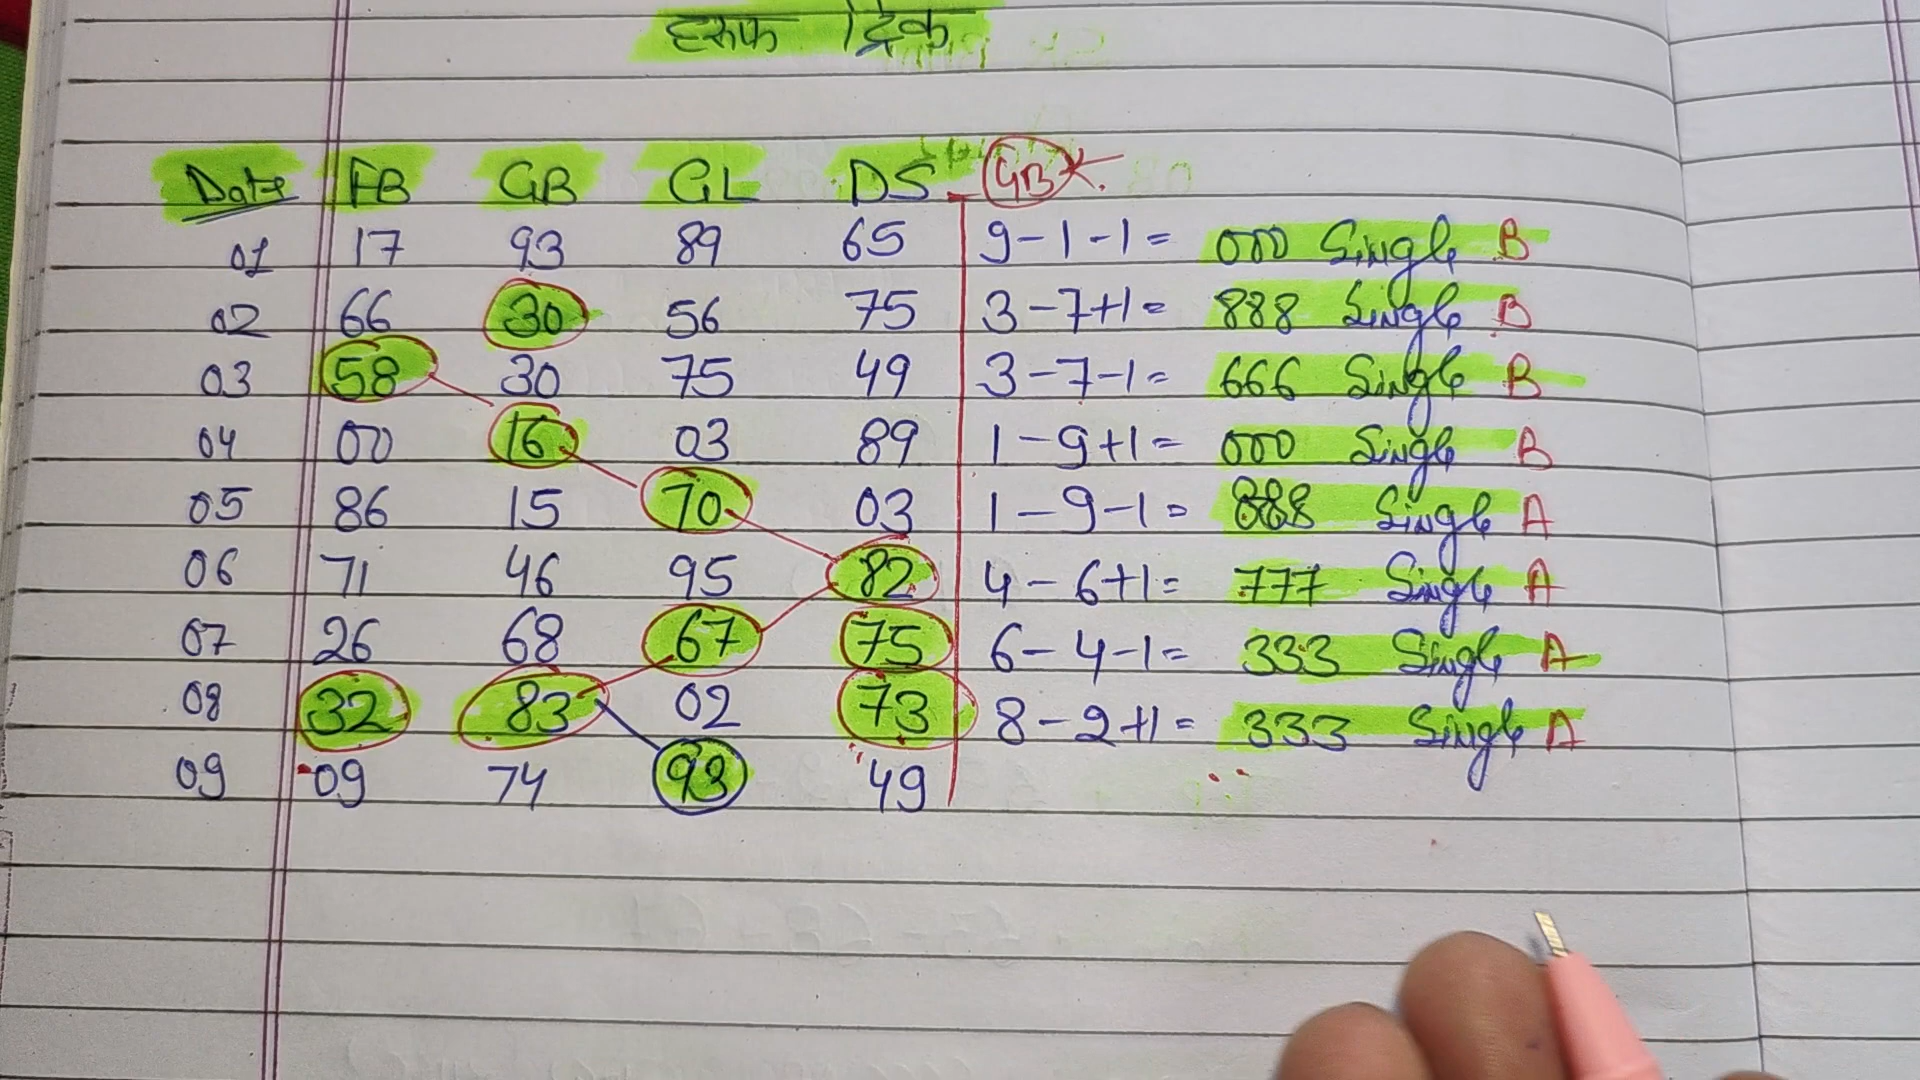 हरुफ ट्रिक
Date FB GB GL DS GB
01 17 93 89 65 9-1-1= 000 Single B
02 66 30 56 75 3-7+1= 888 Single B
03 58 30 75 49 3-7-1= 666 Single B
04 00 16 03 89 1-9+1= 000 Single B
05 86 15 70 03 1-9-1= 888 Single A
06 71 46 95 82 4-6+1= 777 Single A
07 26 68 67 75 6-4-1= 333 Single A
08 32 83 02 73 8-2+1= 333 Single A
09 09 74 93 49